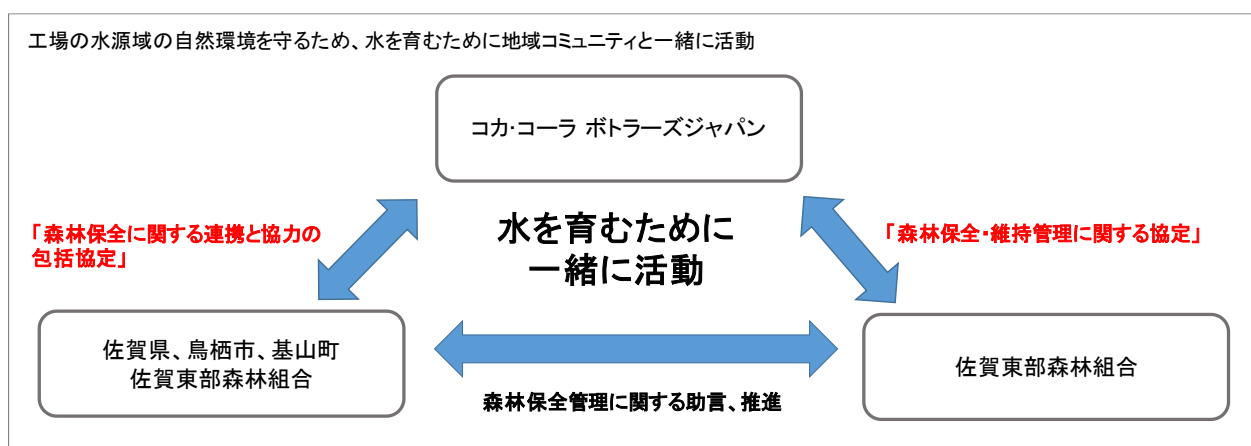 工場の水源域の自然環境を守るため、水を育むために地域コミュニティと一緒に活動
コカ・コーラ ボトラーズジャパン
「森林保全に関する連携と協力の
包括協定」
水を育むために
一緒に活動
「森林保全・維持管理に関する協定」
佐賀県、鳥栖市、基山町
佐賀東部森林組合
森林保全管理に関する助言、推進
佐賀東部森林組合